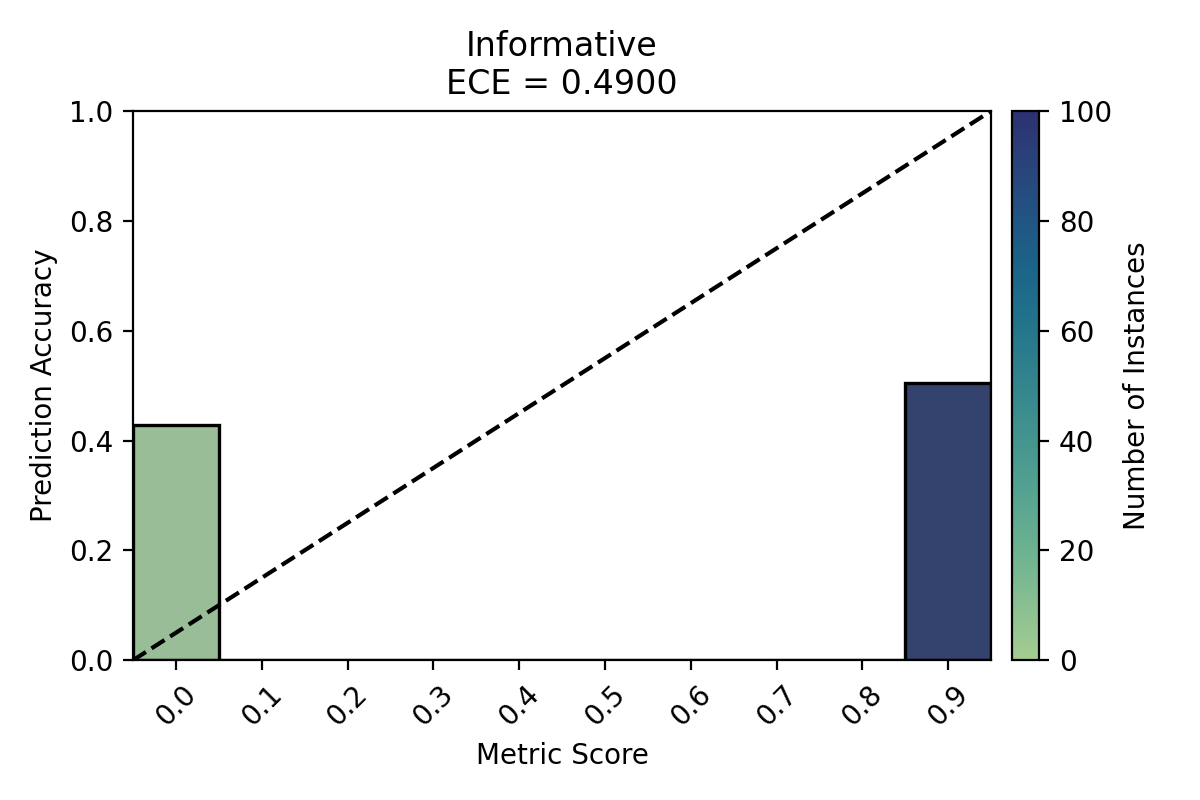 Informative
ECE = 0.4900
1.0
0.8
0.6
0.4
0.2
0.0
Prediction Accuracy
0.0 0.1 0.2 0.3 0.4 0.5 0.6 0.7 0.8 0.9
Metric Score
100
80
60
40
20
0
Number of Instances